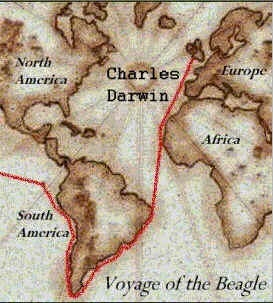 North
America
Charles
Darwin
Europe
Africa
South
America
Voyage of the Beagle